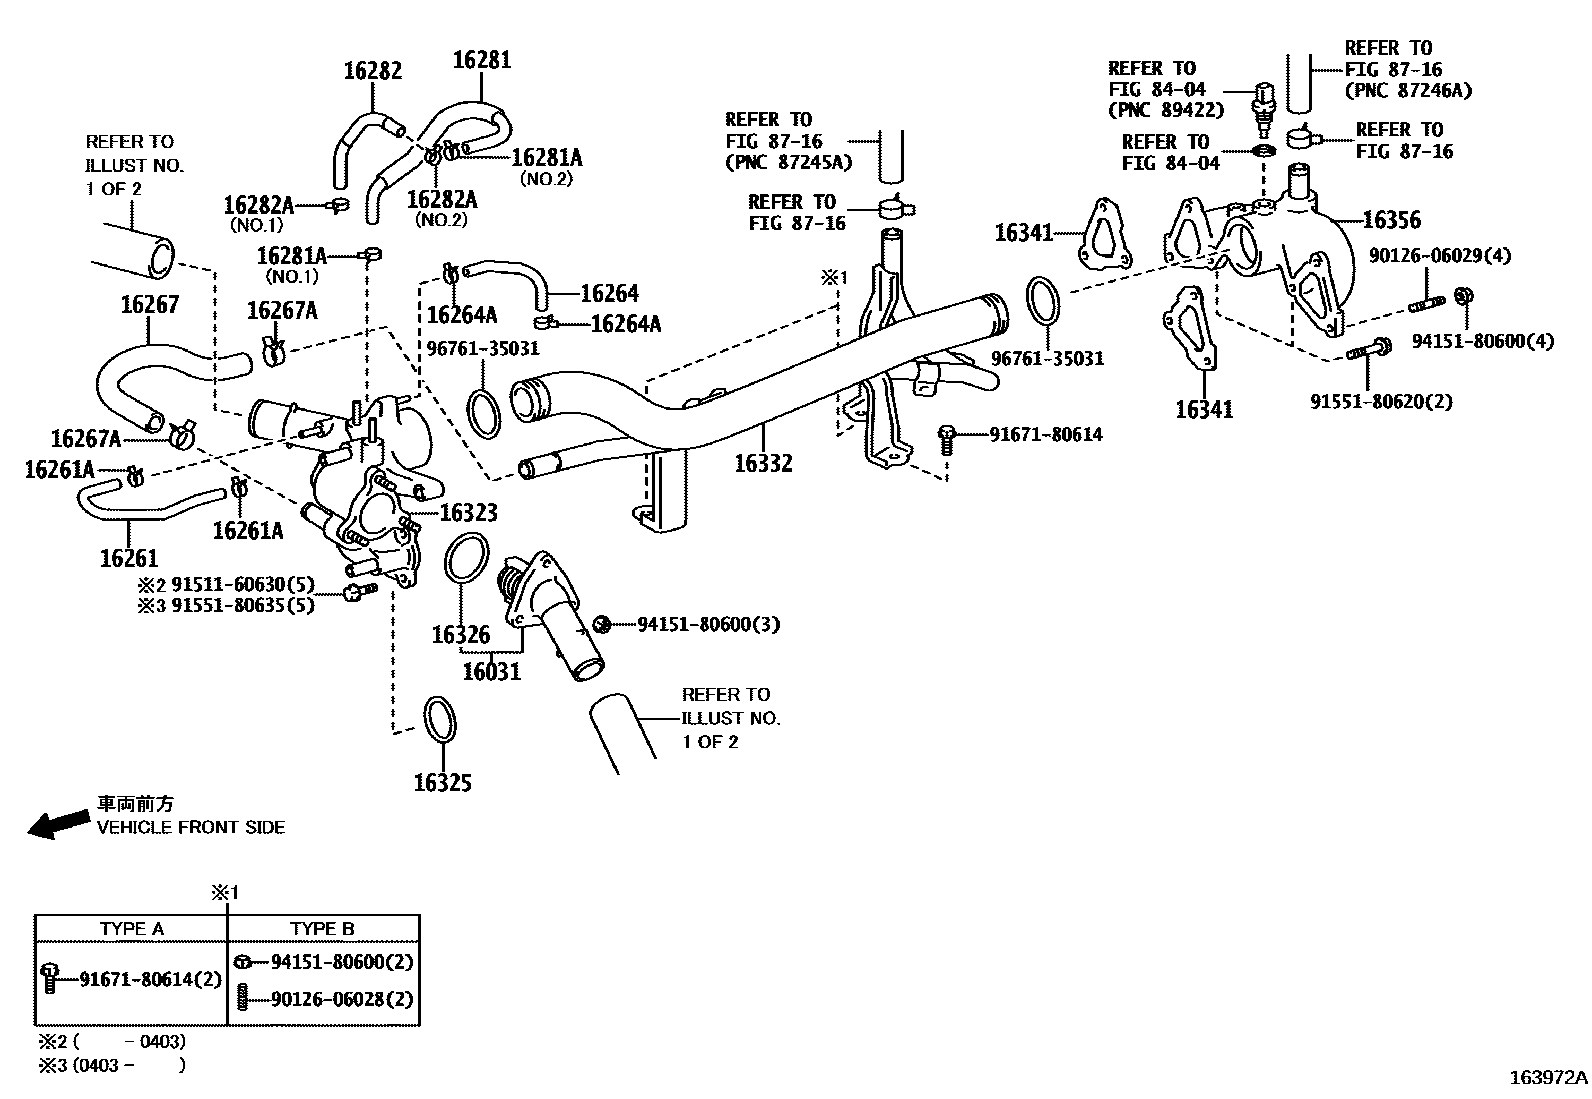 16282
16281
REFER TO
ILLUST NO.
1 OF 2
16282A
(NO.1)
16281A
(NO.2)
16282A
(NO.2)
16281A
(NO.1)
16267
16267A
16264
16264A
16264A
96761-35031
16267A
16261A
16261A
16261
16323
※2 91511-60630(5)
※3 91551-80635(5)
16326
16031
94151-80600(3)
16325
REFER TO
ILLUST NO.
1 OF 2
REFER TO
FIG 87-16
(PNC 87245A)
REFER TO
FIG 87-16
※1
16332
91671-80614
96761-35031
16341
REFER TO
FIG 84-04
(PNC 89422)
REFER TO
FIG 84-04
REFER TO
FIG 87-16
(PNC 87246A)
REFER TO
FIG 87-16
16356
90126-06029(4)
94151-80600(4)
91551-80620(2)
16341
車両前方
VEHICLE FRONT SIDE
※1
TYPE A
TYPE B
91671-80614(2)
94151-80600(2)
90126-06028(2)
※2 ( - 0403)
※3 (0403 - )
163972A